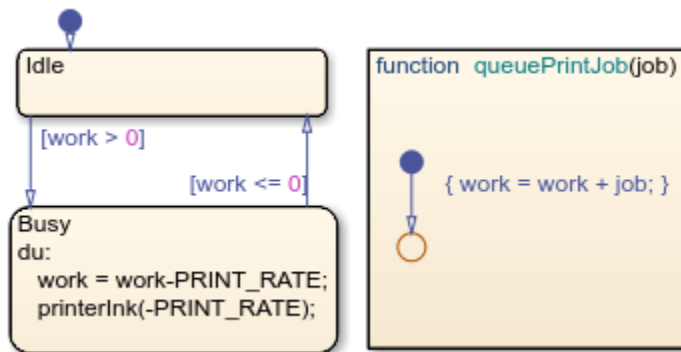 Idle
function queuePrintJob(job)
[work > 0]
[work <= 0]
{ work = work + job; }
Busy
du:
work = work-PRINT_RATE;
printerInk(-PRINT_RATE);